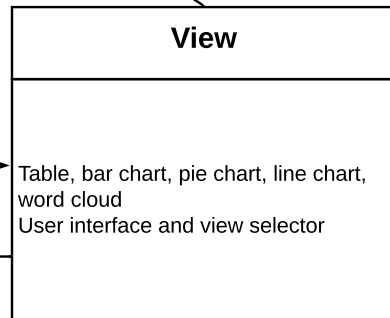 View
Table, bar chart, pie chart, line chart,
word cloud
User interface and view selector